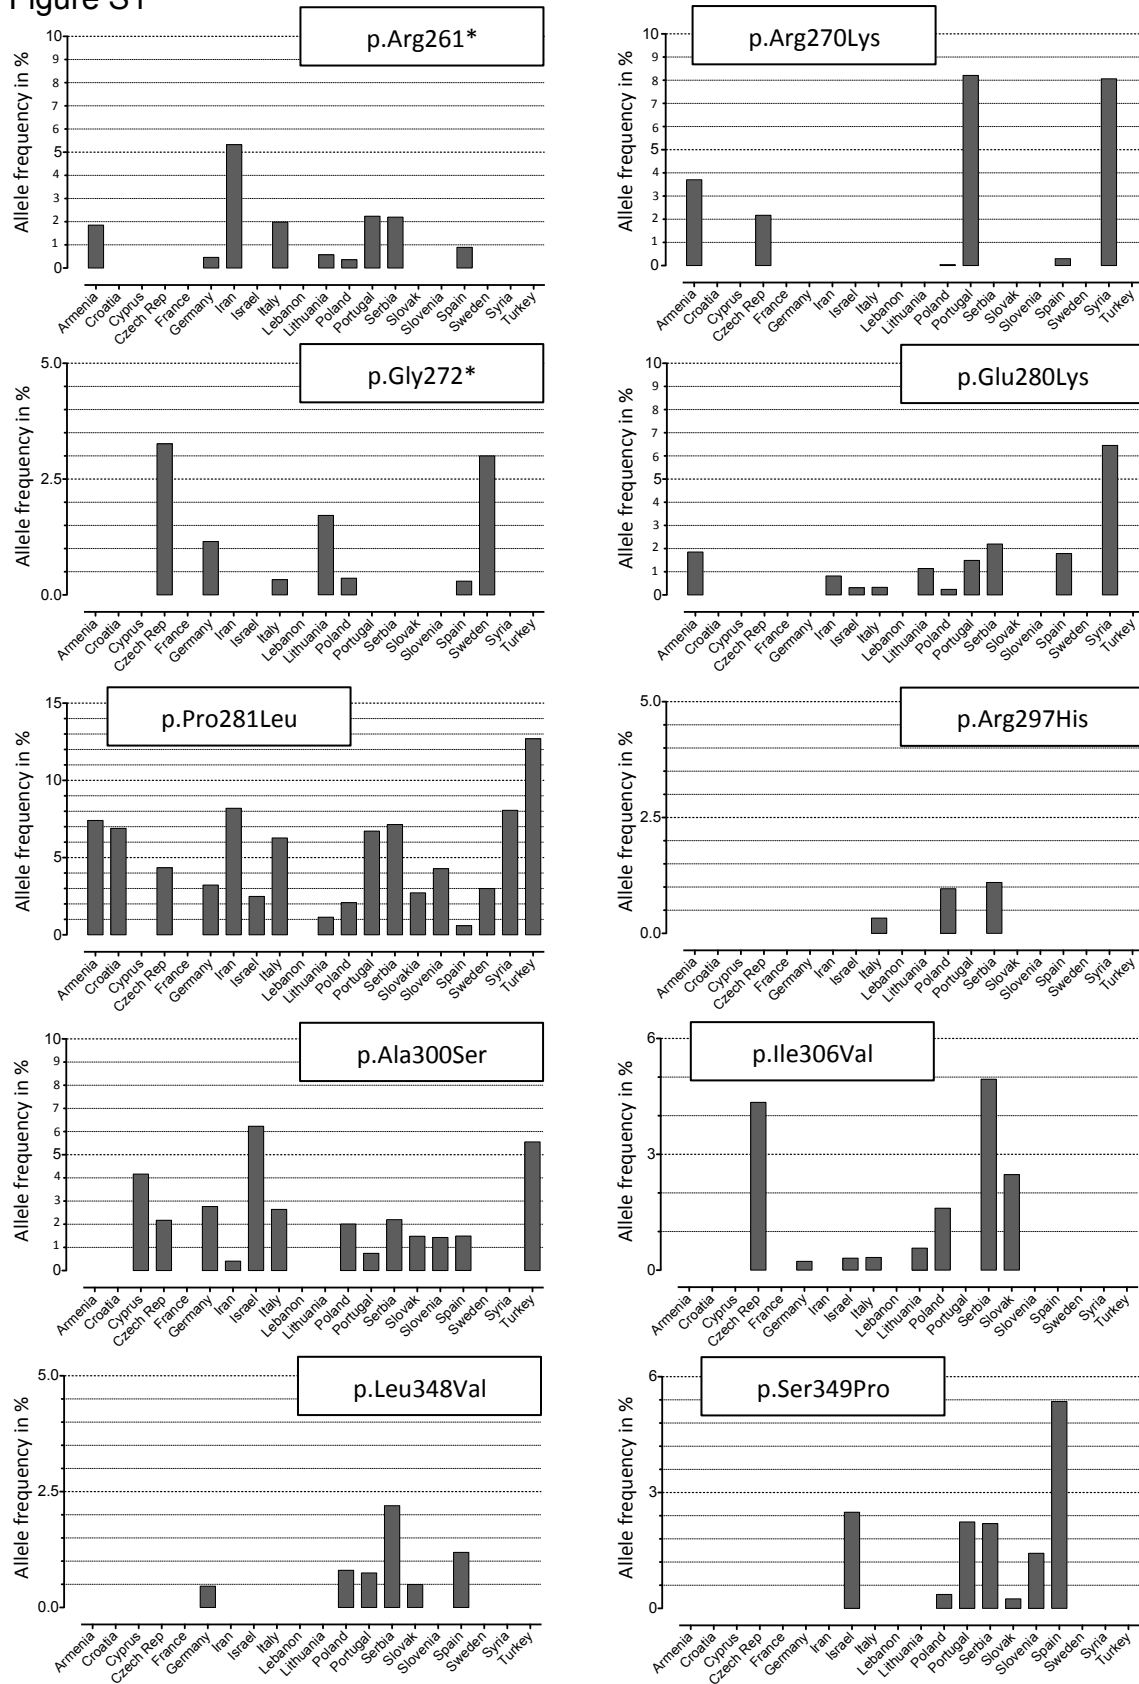 Figure S1
p.Arg261*
Allele frequency in %
10
9
8
7
6
5
4
3
2
1
0
Armenia
Croatia
Cyprus
Czech Rep
France
Germany
Iran
Israel
Italy
Lebanon
Lithuania
Poland
Portugal
Serbia
Slovak
Slovenia
Spain
Sweden
Syria
Turkey
p.Arg270Lys
Allele frequency in %
10
9
8
7
6
5
4
3
2
1
0
Armenia
Croatia
Cyprus
Czech Rep
France
Germany
Iran
Israel
Italy
Lebanon
Lithuania
Poland
Portugal
Serbia
Slovak
Slovenia
Spain
Sweden
Syria
Turkey
p.Gly272*
Allele frequency in %
5.0
2.5
0.0
Armenia
Croatia
Cyprus
Czech Rep
France
Germany
Iran
Israel
Italy
Lebanon
Lithuania
Poland
Portugal
Serbia
Slovak
Slovenia
Spain
Sweden
Syria
Turkey
p.Glu280Lys
Allele frequency in %
10
9
8
7
6
5
4
3
2
1
0
Armenia
Croatia
Cyprus
Czech Rep
France
Germany
Iran
Israel
Italy
Lebanon
Lithuania
Poland
Portugal
Serbia
Slovak
Slovenia
Spain
Sweden
Syria
Turkey
p.Pro281Leu
Allele frequency in %
15
10
5
0
Armenia
Croatia
Cyprus
Czech Rep
France
Germany
Iran
Israel
Italy
Lebanon
Lithuania
Poland
Portugal
Serbia
Slovakia
Slovenia
Spain
Sweden
Syria
Turkey
p.Arg297His
Allele frequency in %
5.0
2.5
0.0
Armenia
Croatia
Cyprus
Czech Rep
France
Germany
Iran
Israel
Italy
Lebanon
Lithuania
Poland
Portugal
Serbia
Slovak
Slovenia
Spain
Sweden
Syria
Turkey
p.Ala300Ser
Allele frequency in %
10
9
8
7
6
5
4
3
2
1
0
Armenia
Croatia
Cyprus
Czech Rep
France
Germany
Iran
Israel
Italy
Lebanon
Lithuania
Poland
Portugal
Serbia
Slovak
Slovenia
Spain
Sweden
Syria
Turkey
p.Ile306Val
Allele frequency in %
6
3
0
Armenia
Croatia
Cyprus
Czech Rep
France
Germany
Iran
Israel
Italy
Lebanon
Lithuania
Poland
Portugal
Serbia
Slovak
Slovenia
Spain
Sweden
Syria
Turkey
p.Leu348Val
Allele frequency in %
5.0
2.5
0.0
Armenia
Croatia
Cyprus
Czech Rep
France
Germany
Iran
Israel
Italy
Lebanon
Lithuania
Poland
Portugal
Serbia
Slovak
Slovenia
Spain
Sweden
Syria
Turkey
p.Ser349Pro
Allele frequency in %
6
3
0
Armenia
Croatia
Cyprus
Czech Rep
France
Germany
Iran
Israel
Italy
Lebanon
Lithuania
Poland
Portugal
Serbia
Slovak
Slovenia
Spain
Sweden
Syria
Turkey